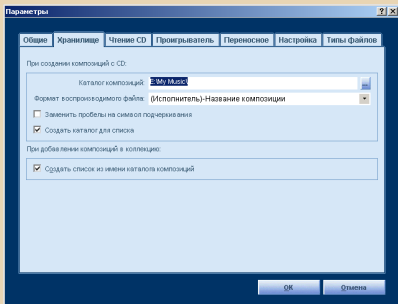 Параметры
Общие Хранилище Чтение CD Проигрыватель Переносное Настройка Типы файлов
При создании композиций с CD:
Каталог композиций: E:\My Music\
Формат воспроизводимого файла: (Исполнитель)-Название композиции
Заменить пробелы на символ подчеркивания
Создать каталог для списка
При добавлении композиций в коллекцию:
Создать список из имени каталога композиций
OK Отмена